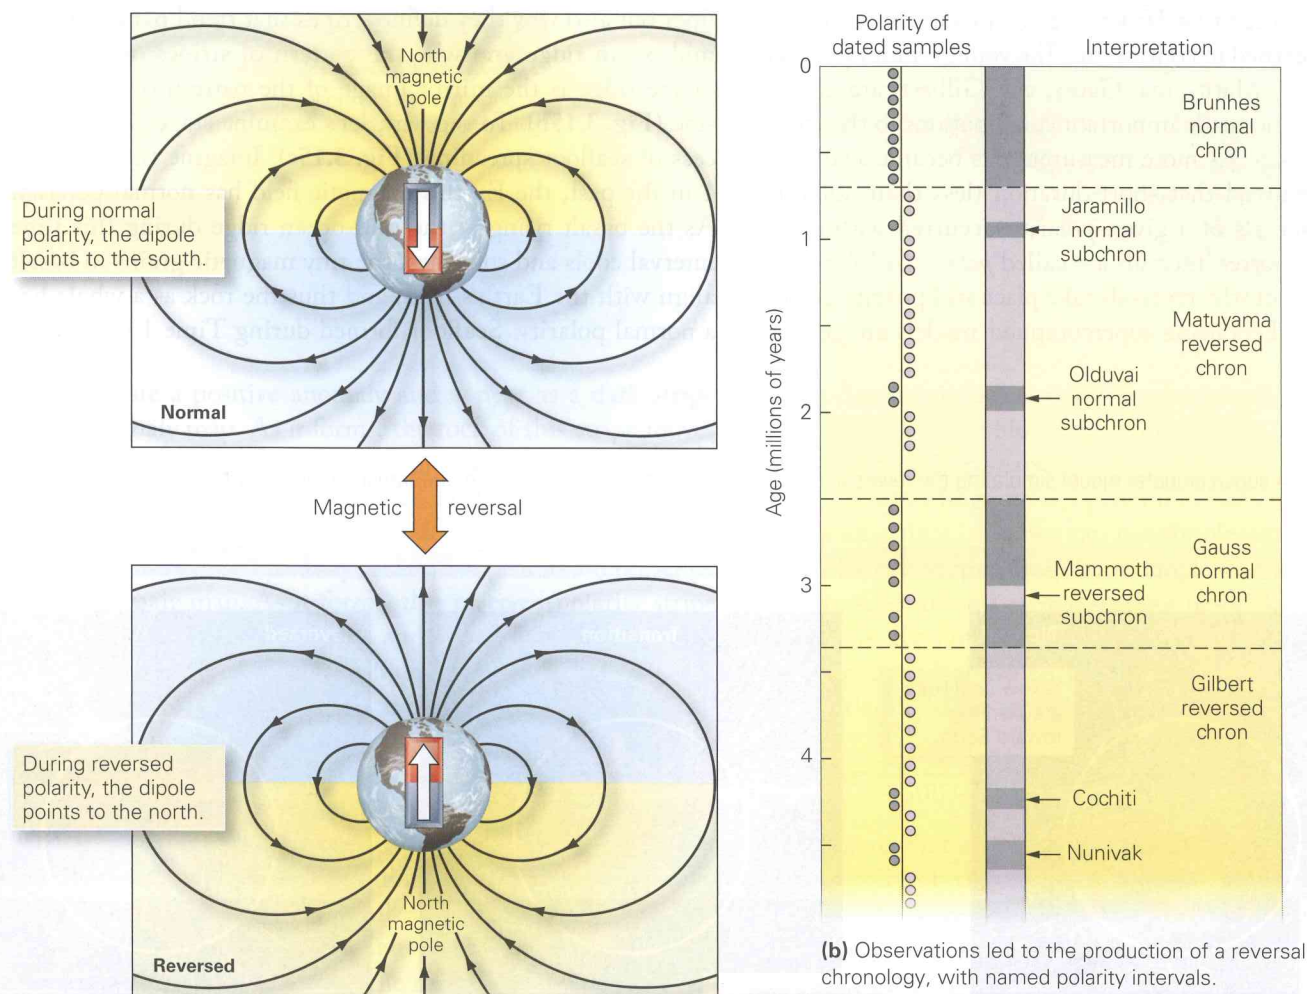 North
magnetic
pole
During normal
polarity, the dipole
points to the south.
Normal
Magnetic reversal
During reversed
polarity, the dipole
points to the north.
North
magnetic
pole
Reversed
Polarity of
dated samples
Interpretation
Age (millions of years)
0
1
2
3
4
Brunhes
normal
chron
Jaramillo
normal
subchron
Matuyama
reversed
chron
Olduvai
normal
subchron
Gauss
normal
chron
Mammoth
reversed
subchron
Gilbert
reversed
chron
Cochiti
Nunivak
(b) Observations led to the production of a reversal
chronology, with named polarity intervals.